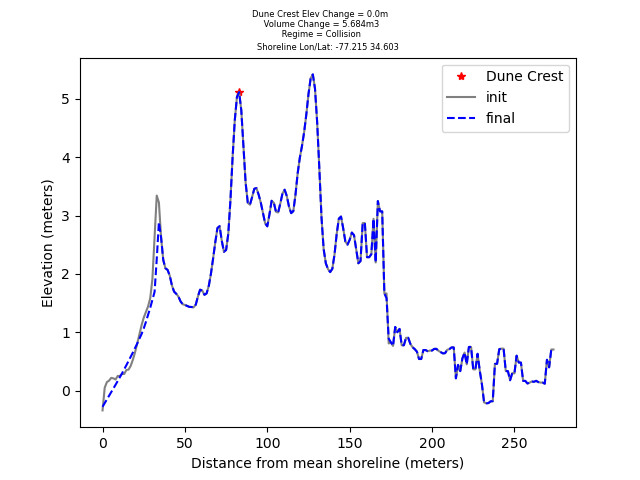 Dune Crest Elev Change = 0.0m
Volume Change = 5.684m3
Regime = Collision
Shoreline Lon/Lat: -77.215 34.603
Dune Crest
init
final
Elevation (meters)
5
4
3
2
1
0
0 50 100 150 200 250
Distance from mean shoreline (meters)